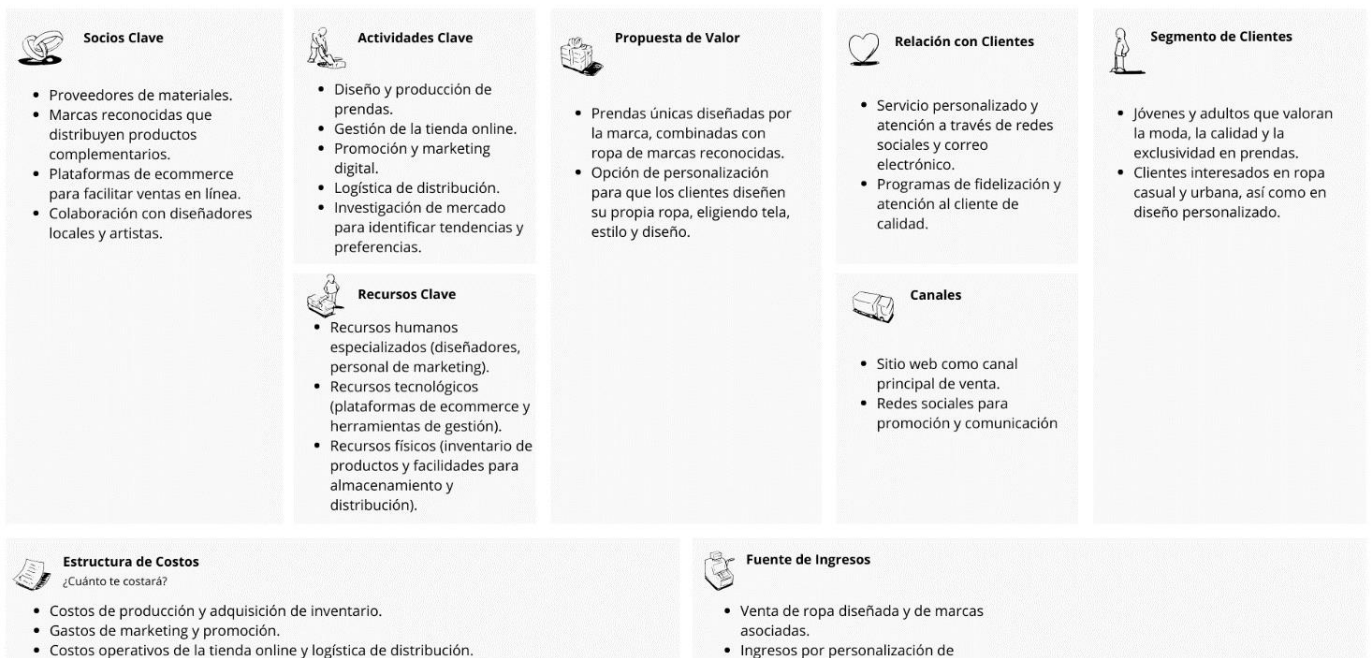 Socios Clave
• Proveedores de materiales.
• Marcas reconocidas que
distribuyen productos
complementarios.
• Plataformas de ecommerce
para facilitar ventas en línea.
• Colaboración con diseñadores
locales y artistas.
Actividades Clave
• Diseño y producción de
prendas.
• Gestión de la tienda online.
• Promoción y marketing
digital.
• Logística de distribución.
• Investigación de mercado
para identificar tendencias y
preferencias.
Recursos Clave
• Recursos humanos
especializados (diseñadores,
personal de marketing).
• Recursos tecnológicos
(plataformas de ecommerce y
herramientas de gestión).
• Recursos físicos (inventario de
productos y facilidades para
almacenamiento y
distribución).
Propuesta de Valor
• Prendas únicas diseñadas por
la marca, combinadas con
ropa de marcas reconocidas.
• Opción de personalización
para que los clientes diseñen
su propia ropa, eligiendo tela,
estilo y diseño.
Relación con Clientes
• Servicio personalizado y
atención a través de redes
sociales y correo
electrónico.
• Programas de fidelización y
atención al cliente de
calidad.
Canales
• Sitio web como canal
principal de venta.
• Redes sociales para
promoción y comunicación
Segmento de Clientes
• Jóvenes y adultos que valoran
la moda, la calidad y la
exclusividad en prendas.
• Clientes interesados en ropa
casual y urbana, así como en
diseño personalizado.
Estructura de Costos
¿Cuánto te costará?
• Costos de producción y adquisición de inventario.
• Gastos de marketing y promoción.
• Costos operativos de la tienda online y logística de distribución.
Fuente de Ingresos
• Venta de ropa diseñada y de marcas
asociadas.
• Ingresos por personalización de